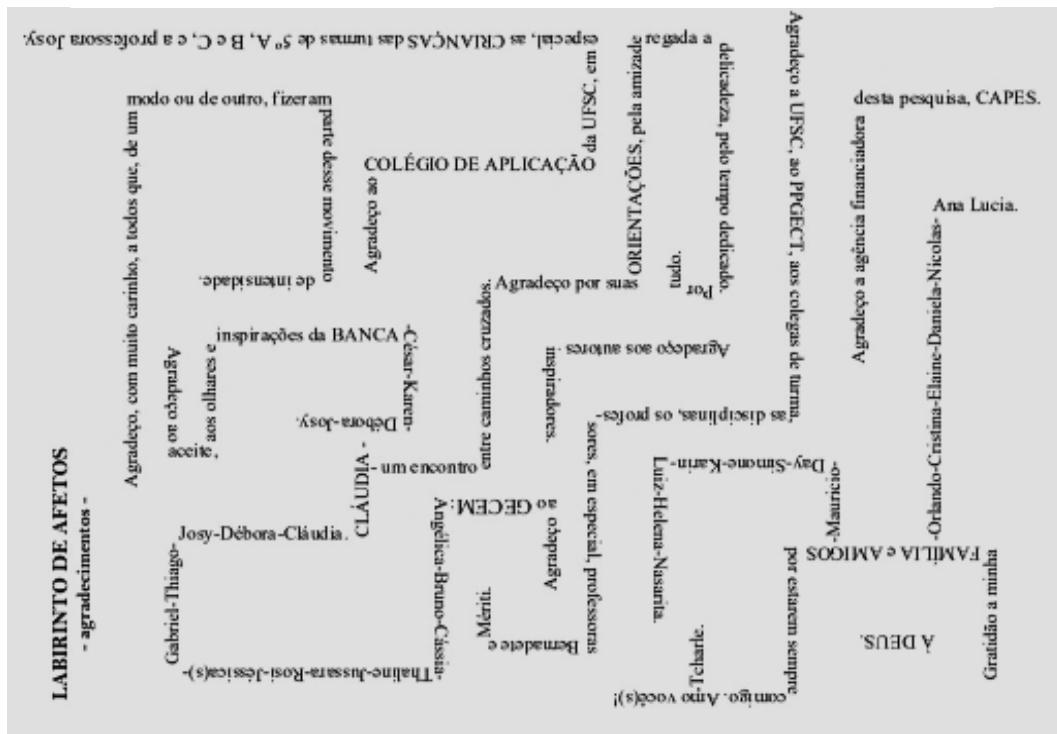 LABIRINTO DE AFETOS
- agradecimentos -
Agradeço, com muito carinho, a todos que, de um
modo ou de outro, fizeram
parte desse movimento
de intensidade.
Agradeço ao
COLÉGIO DE APLICAÇÃO
da UFSC, em
especial, as CRIANÇAS das turmas de 5º A, B e C, e a professora Josy.
Agradeço ao
aceite,
aos olhares e
inspirações da BANCA
-César-Karen-
Débora-Josy.
CLÁUDIA -
- um encontro
entre caminhos cruzados.
Agradeço por suas
ORIENTAÇÕES, pela amizade
regada a
delicadeza, pelo tempo dedicado.
Por
tudo.
Agradeço aos autores
inspiradores.
Agradeço a UFSC, ao PPGECT, aos colegas de turma,
as disciplinas, os profes-
sores, em especial, professoras
Bernadete e
Mériti.
Agradeço
ao GECEM:
Angélica-Bruno-Cássia-
Thaline-Jussara-Rosi-Jéssica(s)-
Gabriel-Thiago-
Josy-Débora-Cláudia.
Agradeço a agência financiadora
desta pesquisa, CAPES.
Gratidão a minha
FAMÍLIA e AMIGOS
-Orlando-Cristina-Elaine-Daniela-Nicolas-
Ana Lucia.
-Mauricio-
Day-Simone-Karin-
Luiz-Helena-Nasarita.
-Tcharle.
por estarem sempre
comigo. Amo você(s)!
À DEUS.